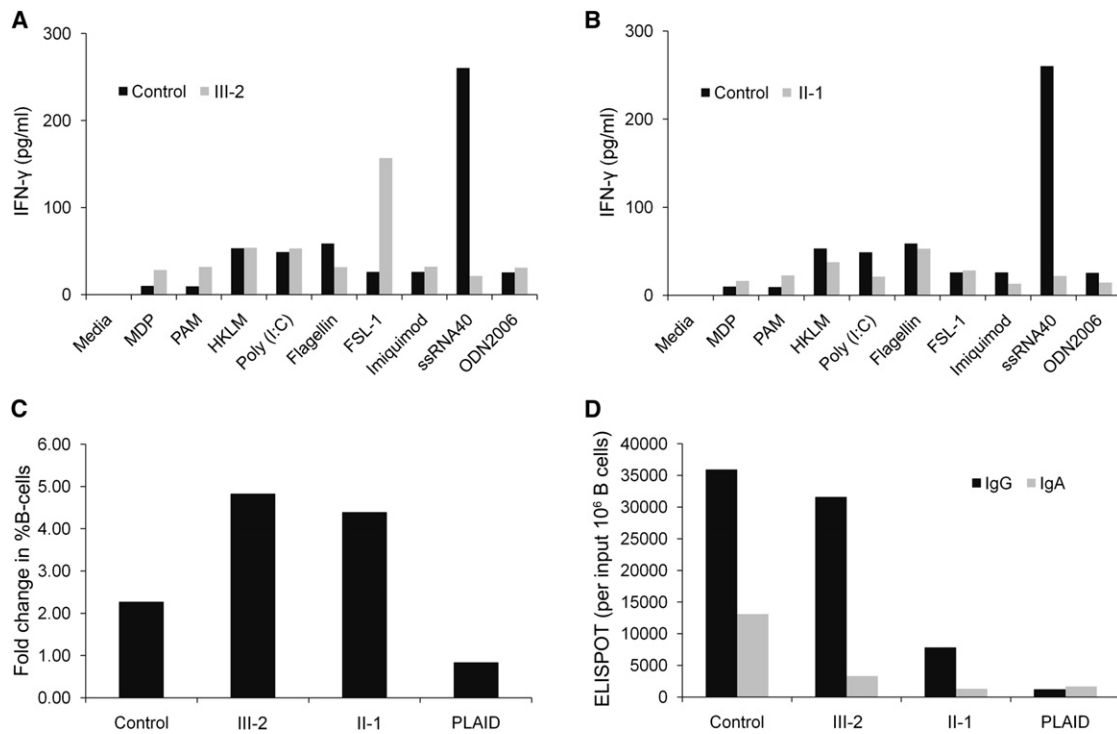 A
IFN-γ (pg/ml)
300
200
100
0
Control III-2
Media MDP PAM HKLM Poly (I:C) Flagellin FSL-1 Imiquimod ssRNA40 ODN2006
B
IFN-γ (pg/ml)
300
200
100
0
Control II-1
Media MDP PAM HKLM Poly (I:C) Flagellin FSL-1 Imiquimod ssRNA40 ODN2006
C
Fold change in %B-cells
6.00
5.00
4.00
3.00
2.00
1.00
0.00
Control III-2 II-1 PLAID
D
ELISPOT (per input 10⁶ B cells)
40000
35000
30000
25000
20000
15000
10000
5000
0
IgG IgA
Control III-2 II-1 PLAID